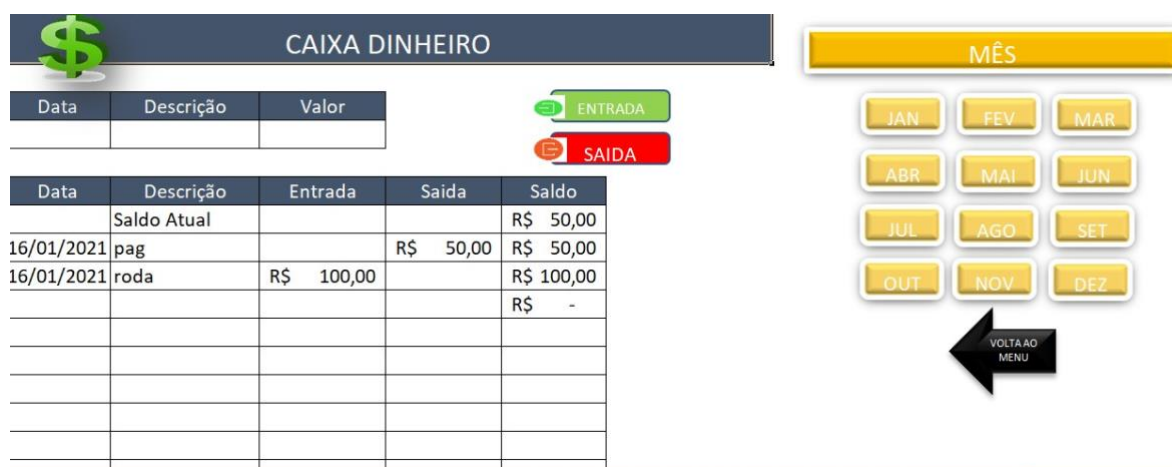 CAIXA DINHEIRO
MÊS
Data Descrição Valor
ENTRADA
SAIDA
JAN FEV MAR
ABR MAI JUN
JUL AGO SET
OUT NOV DEZ
VOLTA AO
MENU
Data Descrição Entrada Saida Saldo
Saldo Atual R$ 50,00
16/01/2021 pag R$ 50,00 R$ 50,00
16/01/2021 roda R$ 100,00 R$ 100,00
R$ -